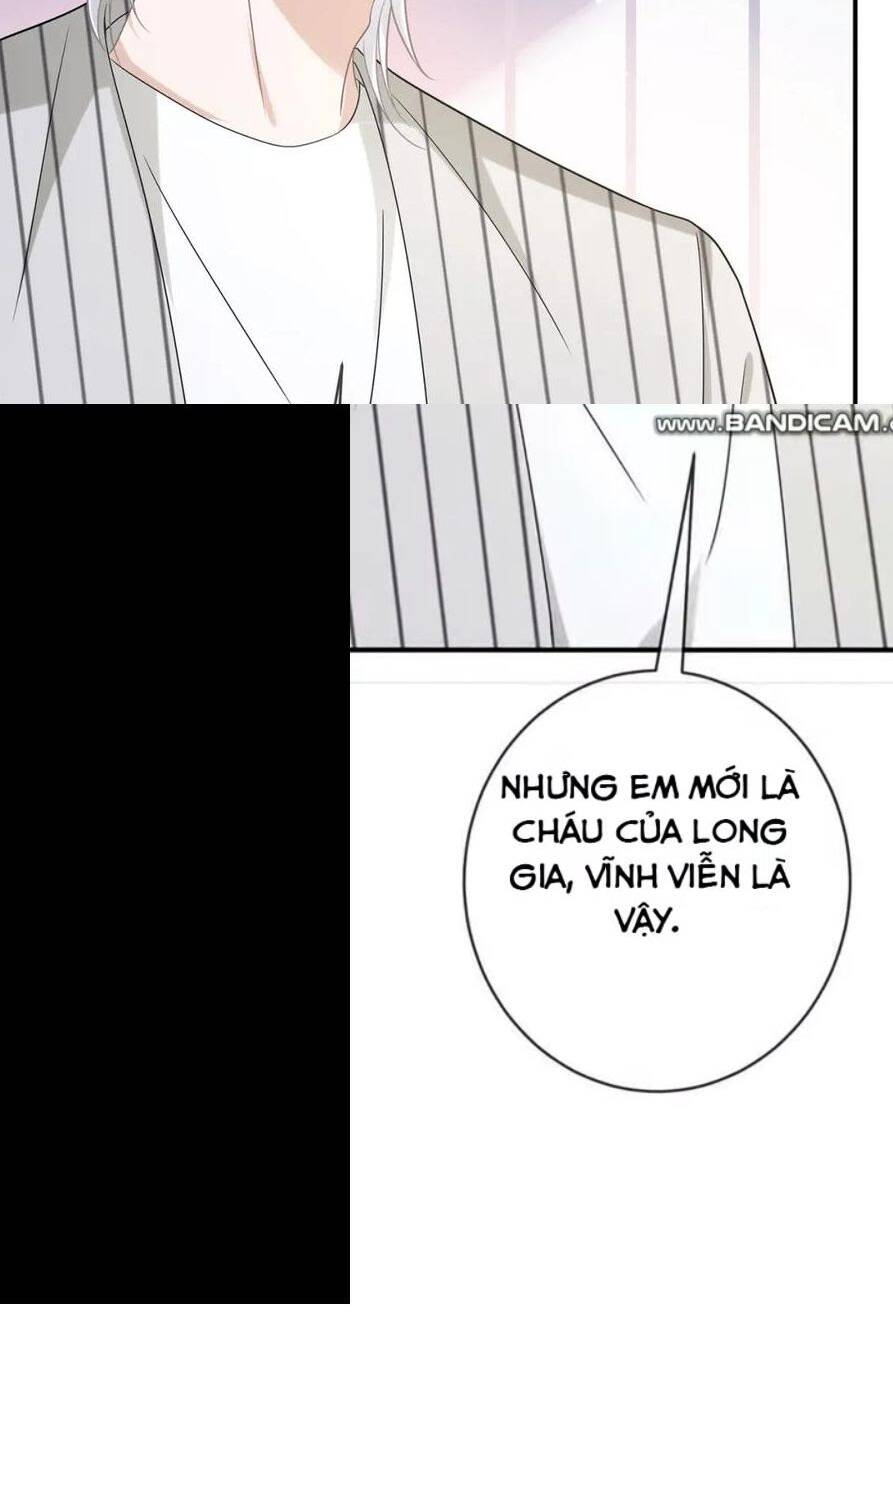 www.BANDICAM.c
NHƯNG EM MỚI LÀ
CHÁU CỦA LONG
GIA, VĨNH VIỄN LÀ
VẬY.